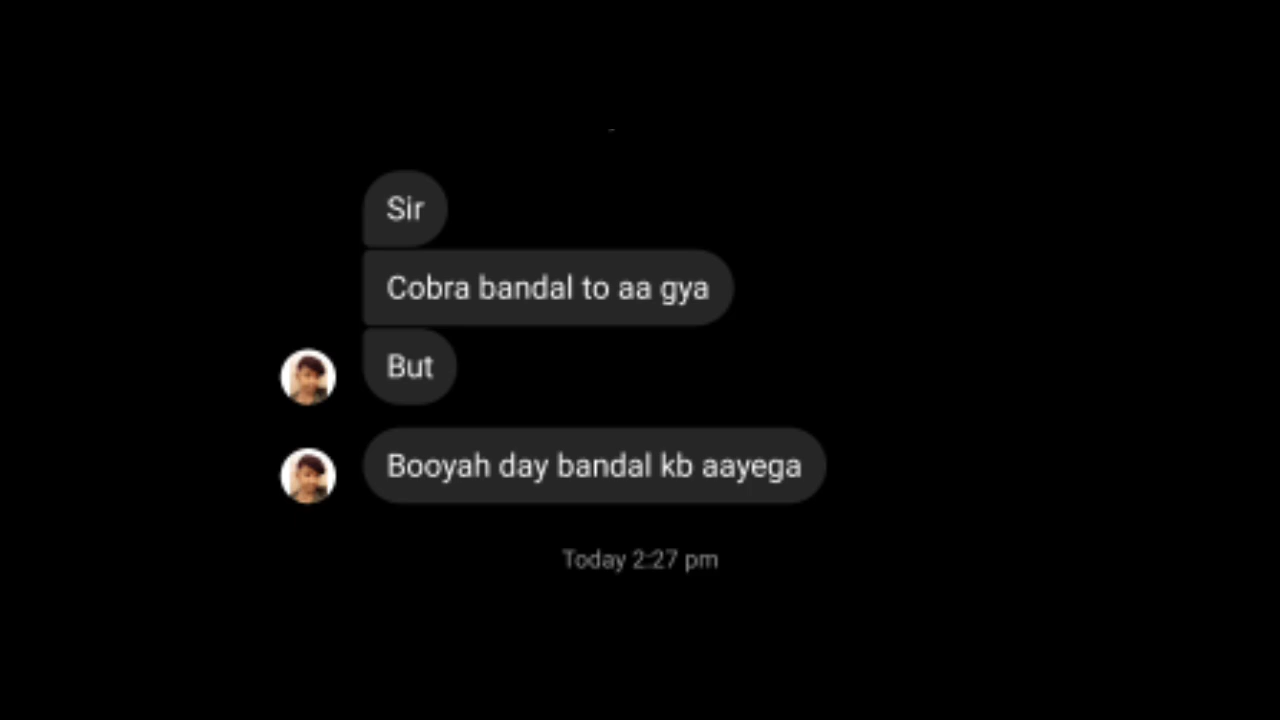 Sir
Cobra bandal to aa gya
But
Booyah day bandal kb aayega
Today 2:27 pm